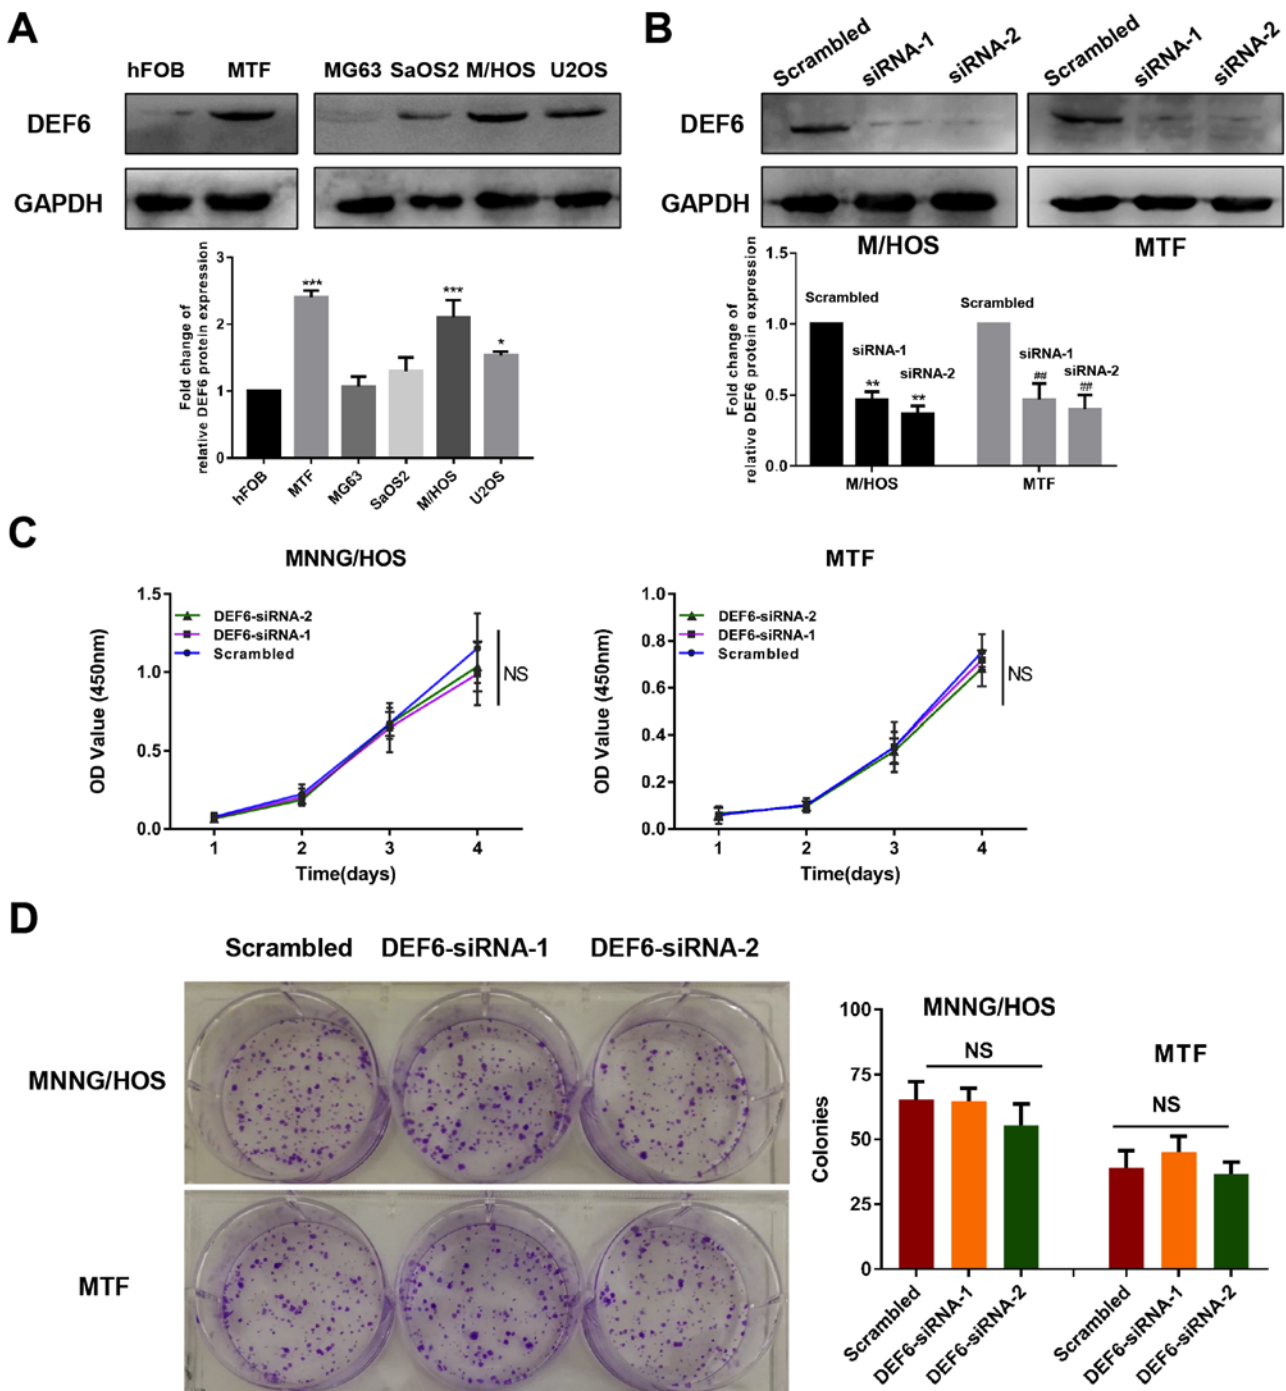 A
hFOB MTF MG63 SaOS2 M/HOS U2OS
DEF6
GAPDH
Fold change of
relative DEF6 protein expression
3
2
1
0
***
***
*
hFOB
MTF
MG63
SaOS2
M/HOS
U2OS
B
Scrambled
siRNA-1
siRNA-2
Scrambled
siRNA-1
siRNA-2
DEF6
GAPDH
M/HOS
MTF
Fold change of
relative DEF6 protein expression
1.5
1.0
0.5
0.0
Scrambled
siRNA-1
**
siRNA-2
**
Scrambled
siRNA-1
##
siRNA-2
##
M/HOS
MTF
C
MNNG/HOS
OD Value (450nm)
1.5
1.0
0.5
0.0
DEF6-siRNA-2
DEF6-siRNA-1
Scrambled
NS
1 2 3 4
Time(days)
MTF
OD Value (450nm)
1.0
0.8
0.6
0.4
0.2
0.0
DEF6-siRNA-2
DEF6-siRNA-1
Scrambled
NS
1 2 3 4
Time(days)
D
Scrambled DEF6-siRNA-1 DEF6-siRNA-2
MNNG/HOS
MTF
Colonies
100
75
50
25
0
MNNG/HOS
NS
MTF
NS
Scrambled
DEF6-siRNA-1
DEF6-siRNA-2
Scrambled
DEF6-siRNA-1
DEF6-siRNA-2